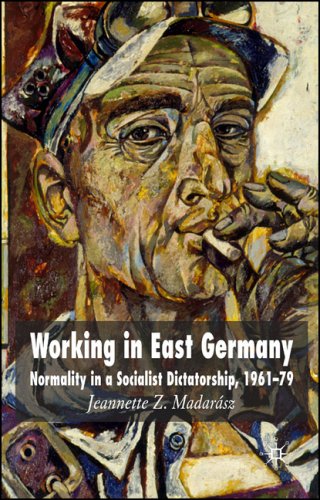 Working in East Germany
Normality in a Socialist Dictatorship, 1961–79
Jeannette Z. Madarász